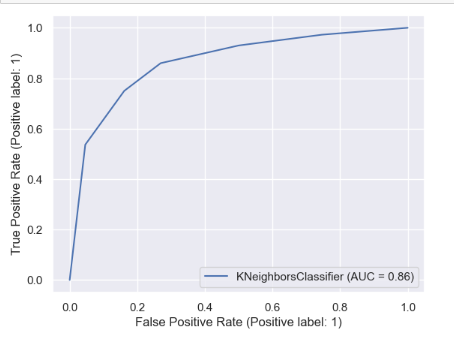 1.0
0.8
0.6
0.4
0.2
0.0
True Positive Rate (Positive label: 1)
KNeighborsClassifier (AUC = 0.86)
0.0 0.2 0.4 0.6 0.8 1.0
False Positive Rate (Positive label: 1)